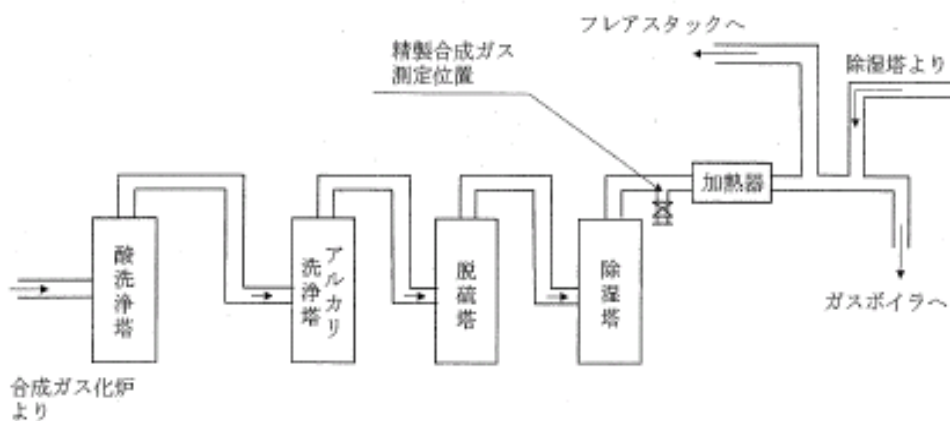 フレアスタックへ
精製合成ガス
測定位置
除湿塔より
加熱器
酸洗浄塔
アルカリ
洗浄塔
脱硫塔
除湿塔
ガスボイラへ
合成ガス化炉
より